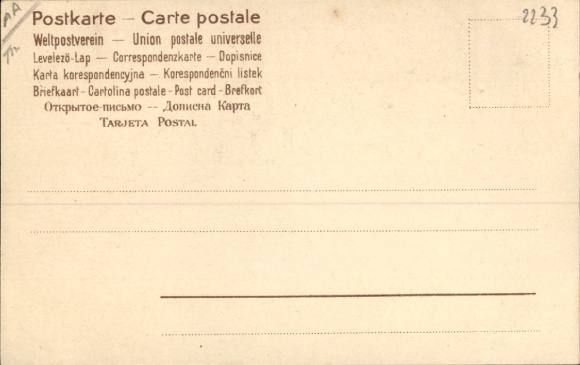 Postkarte – Carte postale
Weltpostverein — Union postale universelle
Levelező-Lap — Correspondenzkarte — Dopisnice
Karta korespondencyjna — Korespondenční listek
Briefkaart – Cartolina postale – Post card – Brefkort
Открытое-письмо -- Дописна Карта
Tarjeta Postal
2233